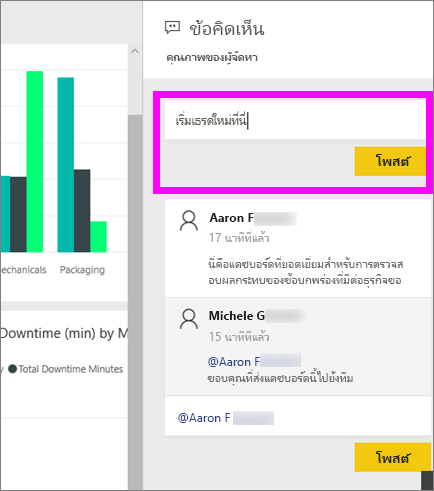 ข้อคิดเห็น
คุณภาพของผู้จัดหา
เริ่มเธรดใหม่ที่นี่
โพสต์
Aaron F
17 นาทีที่แล้ว
นี่คือแดชบอร์ดที่ยอดเยี่ยมสำหรับการตรวจส
อบผลกระทบของข้อบกพร่องที่มีต่อธุรกิจขอ
Michele G
15 นาทีที่แล้ว
@Aaron F
ขอบคุณที่ส่งแดชบอร์ดนี้ไปยังทีม
@Aaron F
โพสต์
echanicals
Packaging
Downtime (min) by M
Total Downtime Minutes